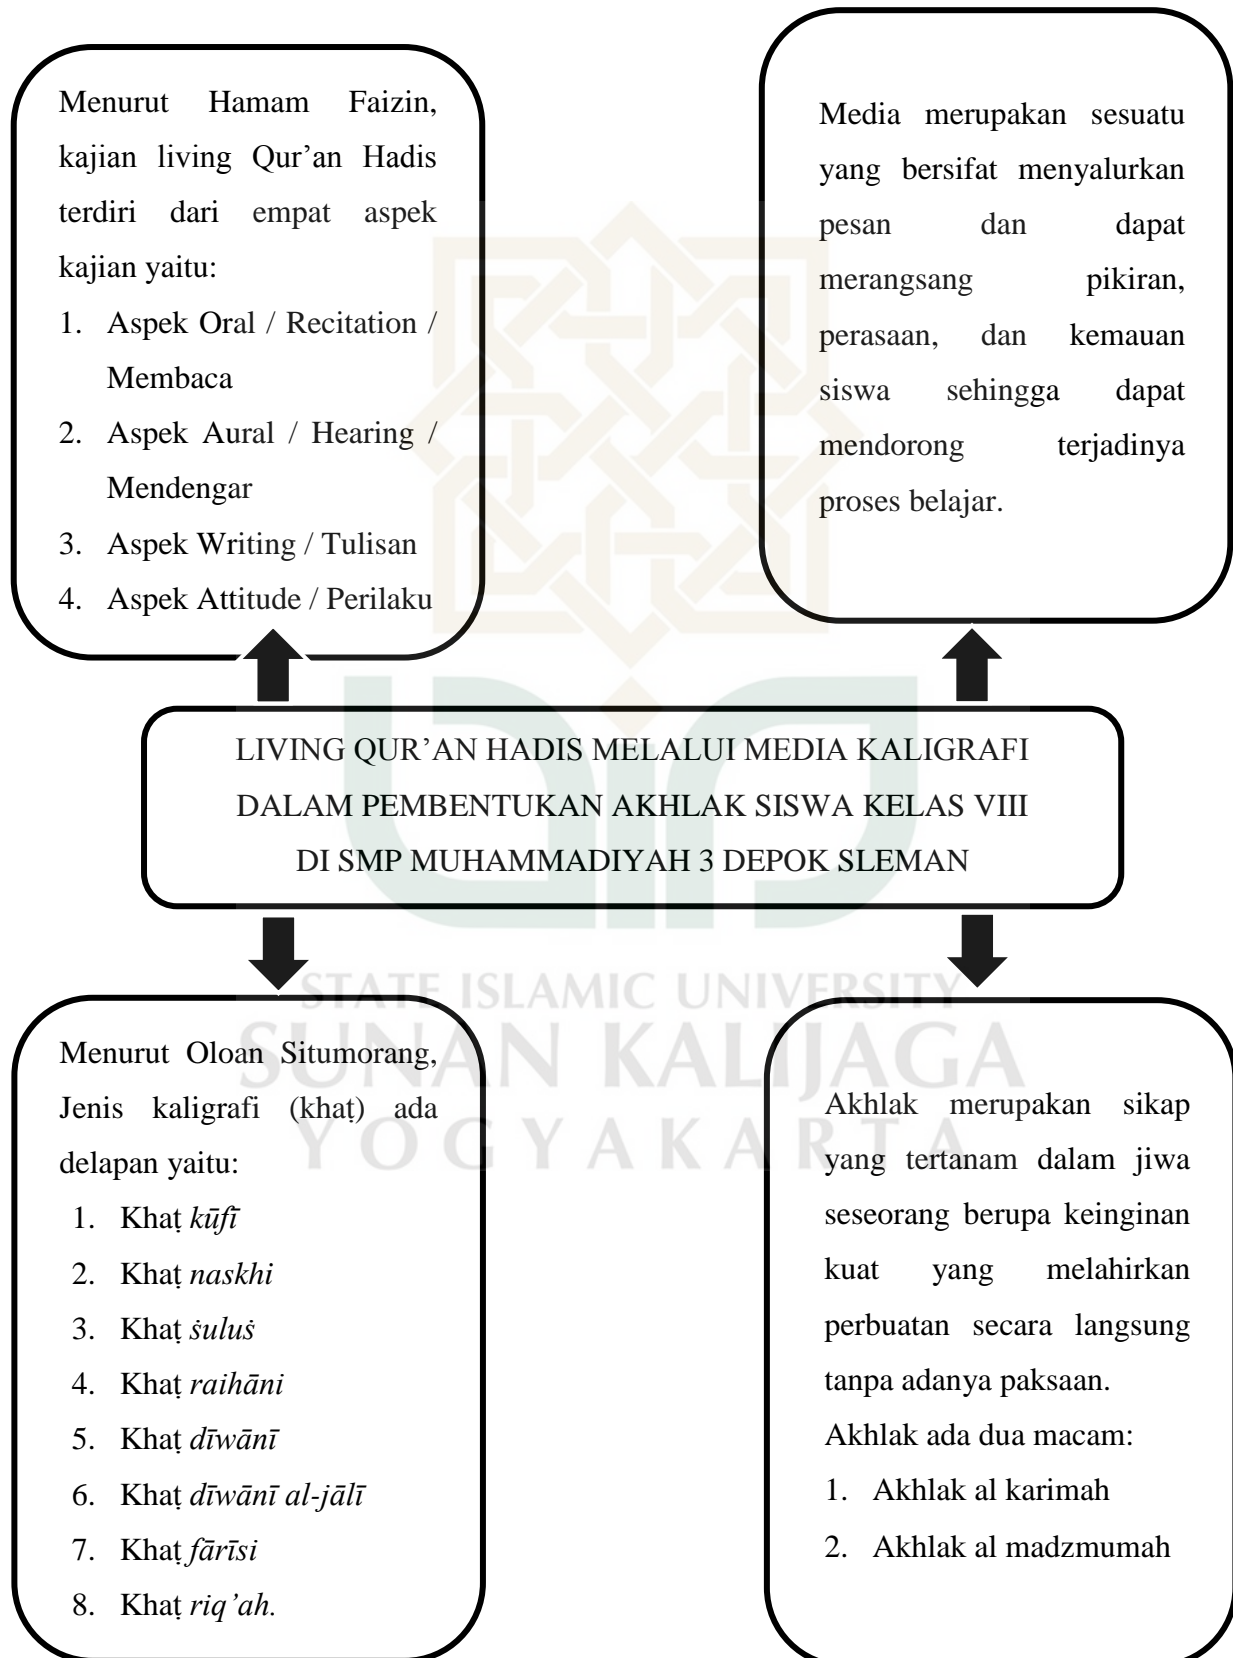 Menurut Hamam Faizin,
kajian living Qur’an Hadis
terdiri dari empat aspek
kajian yaitu:
1. Aspek Oral / Recitation /
Membaca
2. Aspek Aural / Hearing /
Mendengar
3. Aspek Writing / Tulisan
4. Aspek Attitude / Perilaku
Media merupakan sesuatu
yang bersifat menyalurkan
pesan dan dapat
merangsang pikiran,
perasaan, dan kemauan
siswa sehingga dapat
mendorong terjadinya
proses belajar.
LIVING QUR’AN HADIS MELALUI MEDIA KALIGRAFI
DALAM PEMBENTUKAN AKHLAK SISWA KELAS VIII
DI SMP MUHAMMADIYAH 3 DEPOK SLEMAN
STATE ISLAMIC UNIVERSITY
SUNAN KALIJAGA
YOGYAKARTA
Menurut Oloan Situmorang,
Jenis kaligrafi (khaṭ) ada
delapan yaitu:
1. Khaṭ kūfī
2. Khaṭ naskhi
3. Khaṭ ṡuluṡ
4. Khaṭ raihāni
5. Khaṭ dīwānī
6. Khaṭ dīwānī al-jālī
7. Khaṭ fārīsi
8. Khaṭ riq’ah.
Akhlak merupakan sikap
yang tertanam dalam jiwa
seseorang berupa keinginan
kuat yang melahirkan
perbuatan secara langsung
tanpa adanya paksaan.
Akhlak ada dua macam:
1. Akhlak al karimah
2. Akhlak al madzmumah